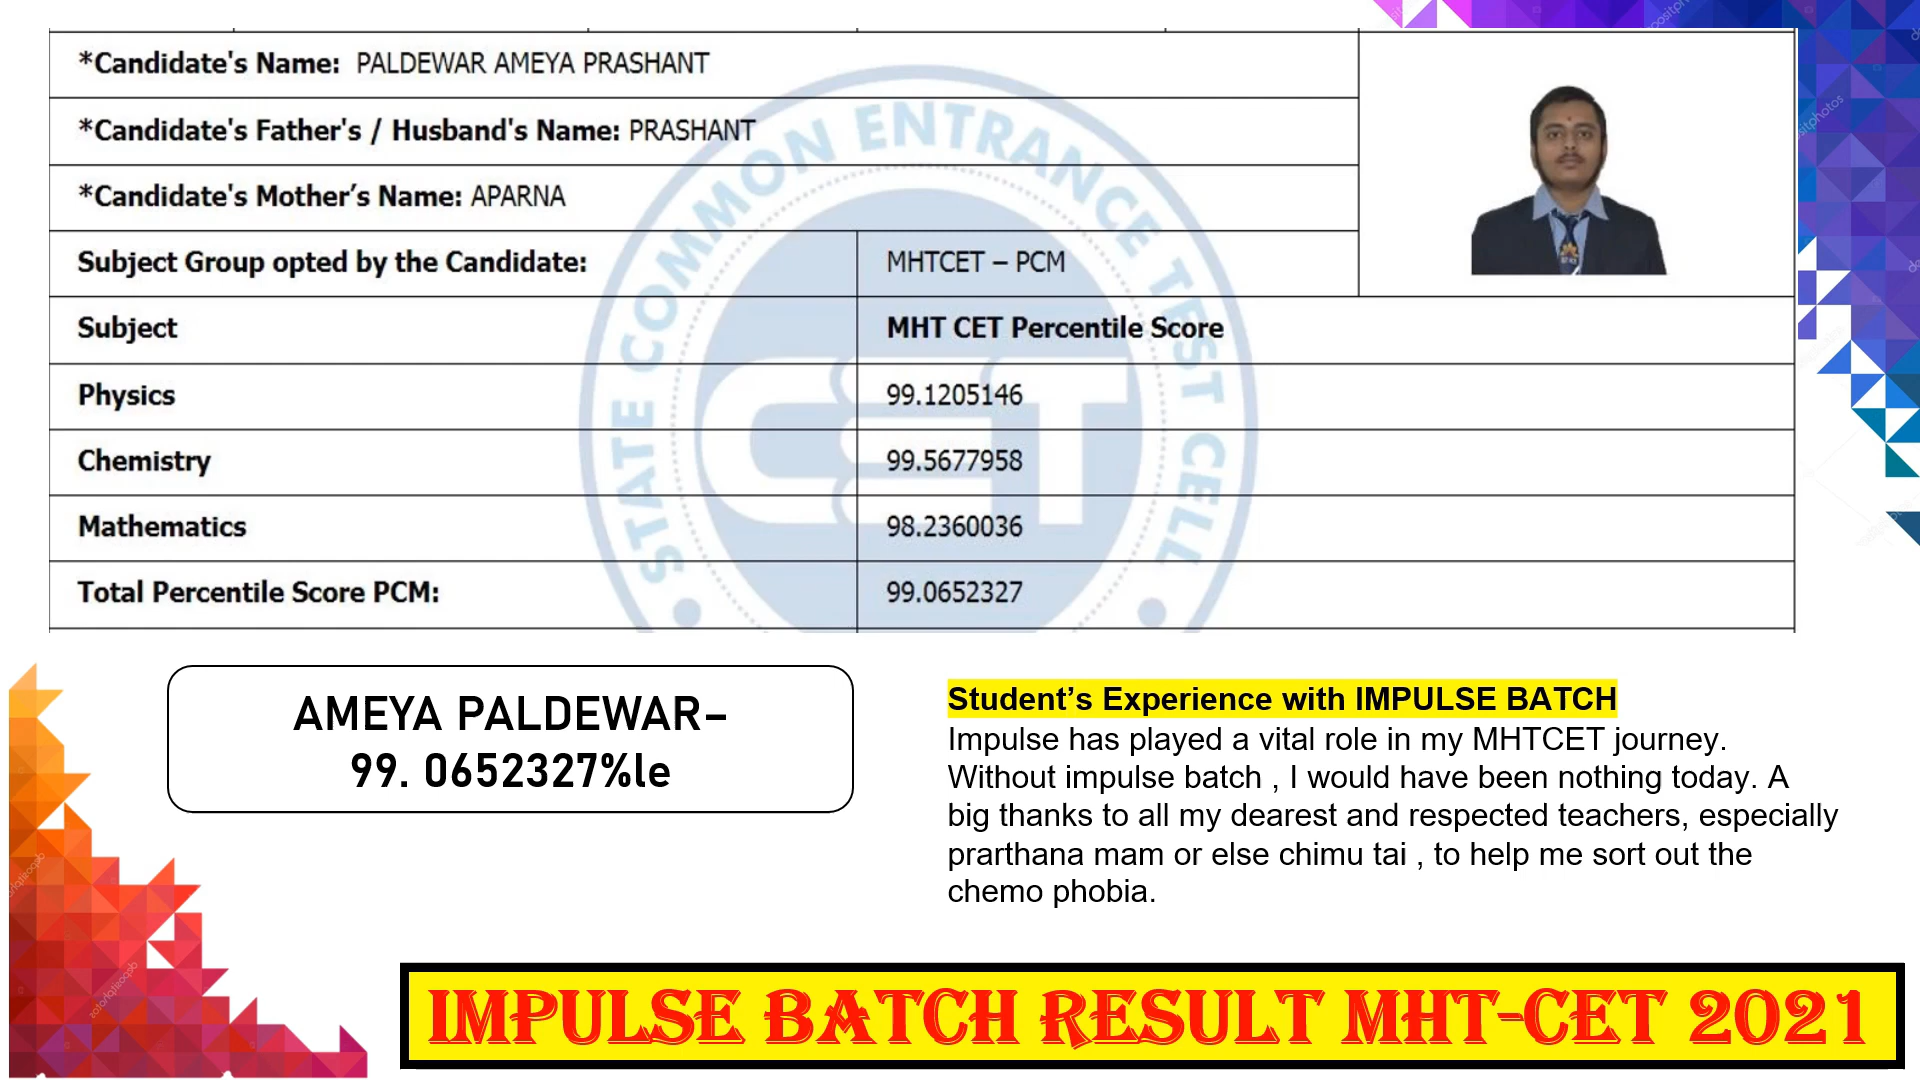 *Candidate's Name: PALDEWAR AMEYA PRASHANT
*Candidate's Father's / Husband's Name: PRASHANT
*Candidate's Mother’s Name: APARNA
Subject Group opted by the Candidate: MHTCET – PCM
Subject MHT CET Percentile Score
Physics 99.1205146
Chemistry 99.5677958
Mathematics 98.2360036
Total Percentile Score PCM: 99.0652327
STATE COMMON ENTRANCE TEST CELL
CET
AMEYA PALDEWAR–
99. 0652327%le
Student’s Experience with IMPULSE BATCH
Impulse has played a vital role in my MHTCET journey.
Without impulse batch , I would have been nothing today. A
big thanks to all my dearest and respected teachers, especially
prarthana mam or else chimu tai , to help me sort out the
chemo phobia.
IMPULSE BATCH RESULT MHT-CET 2021